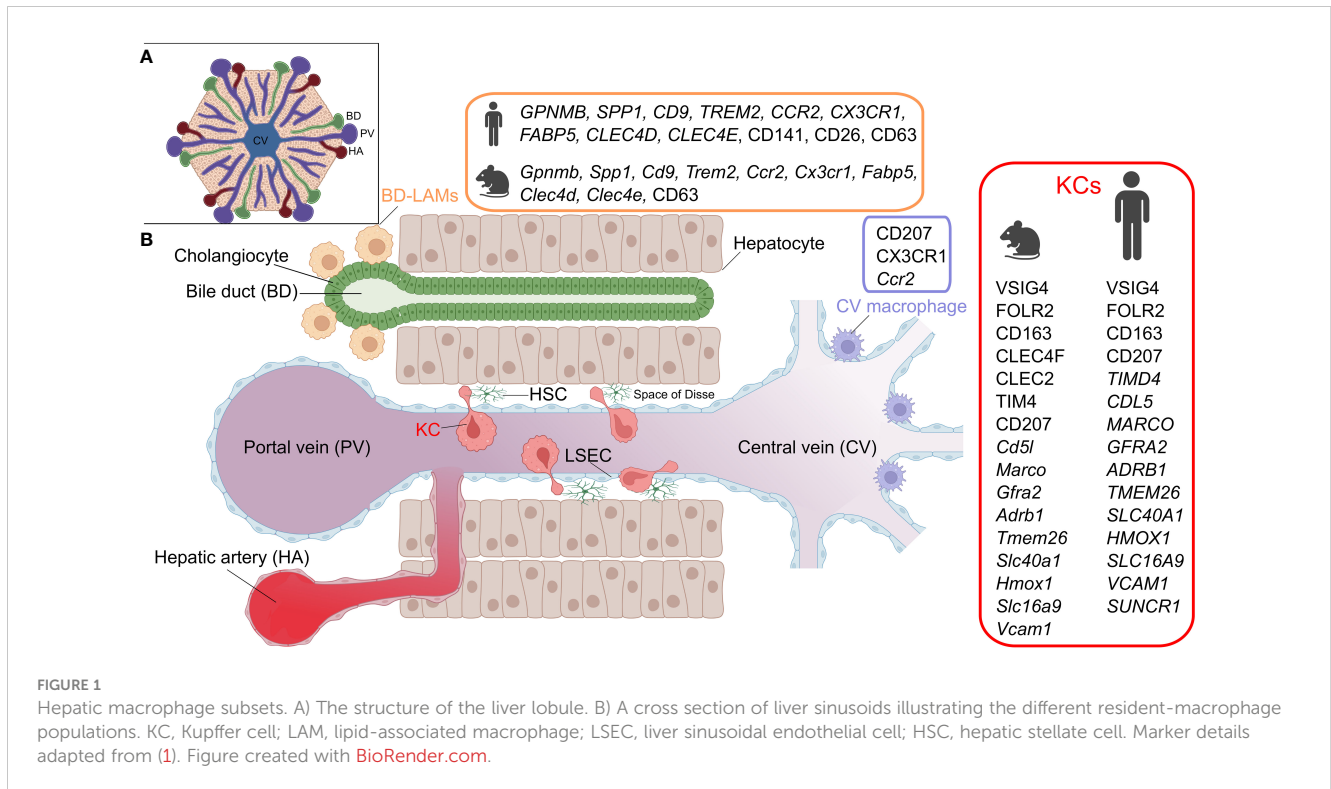 A
CV
BD
PV
HA
GPNMB, SPP1, CD9, TREM2, CCR2, CX3CR1,
FABP5, CLEC4D, CLEC4E, CD141, CD26, CD63
Gpnmb, Spp1, Cd9, Trem2, Ccr2, Cx3cr1, Fabp5,
Clec4d, Clec4e, CD63
BD-LAMs
B
Cholangiocyte
Bile duct (BD)
Hepatocyte
CD207
CX3CR1
Ccr2
CV macrophage
HSC
Space of Disse
KC
Portal vein (PV)
LSEC
Central vein (CV)
Hepatic artery (HA)
KCs
VSIG4
FOLR2
CD163
CLEC4F
CLEC2
TIM4
CD207
Cd5l
Marco
Gfra2
Adrb1
Tmem26
Slc40a1
Hmox1
Slc16a9
Vcam1
VSIG4
FOLR2
CD163
CD207
TIMD4
CDL5
MARCO
GFRA2
ADRB1
TMEM26
SLC40A1
HMOX1
SLC16A9
VCAM1
SUNCR1
FIGURE 1
Hepatic macrophage subsets. A) The structure of the liver lobule. B) A cross section of liver sinusoids illustrating the different resident-macrophage
populations. KC, Kupffer cell; LAM, lipid-associated macrophage; LSEC, liver sinusoidal endothelial cell; HSC, hepatic stellate cell. Marker details
adapted from (1). Figure created with BioRender.com.